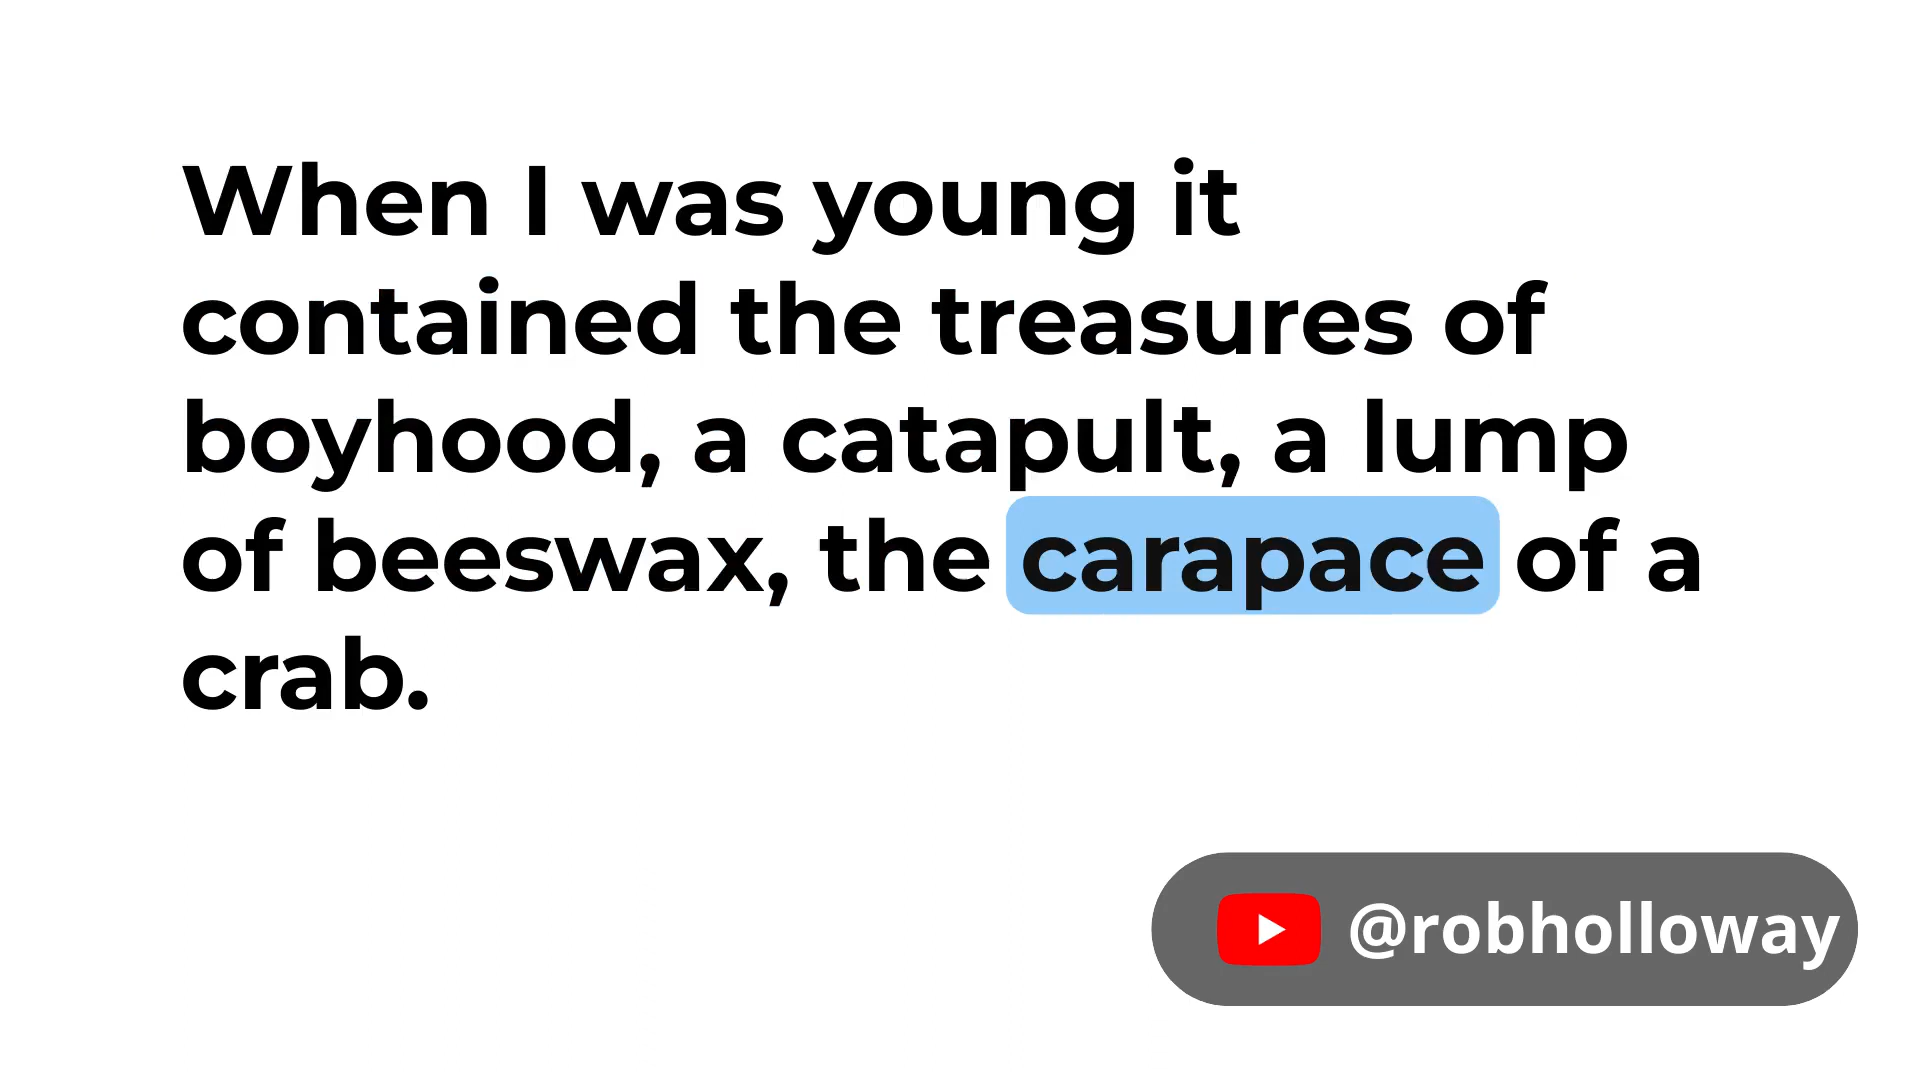 When I was young it
contained the treasures of
boyhood, a catapult, a lump
of beeswax, the carapace of a
crab.
@robholloway